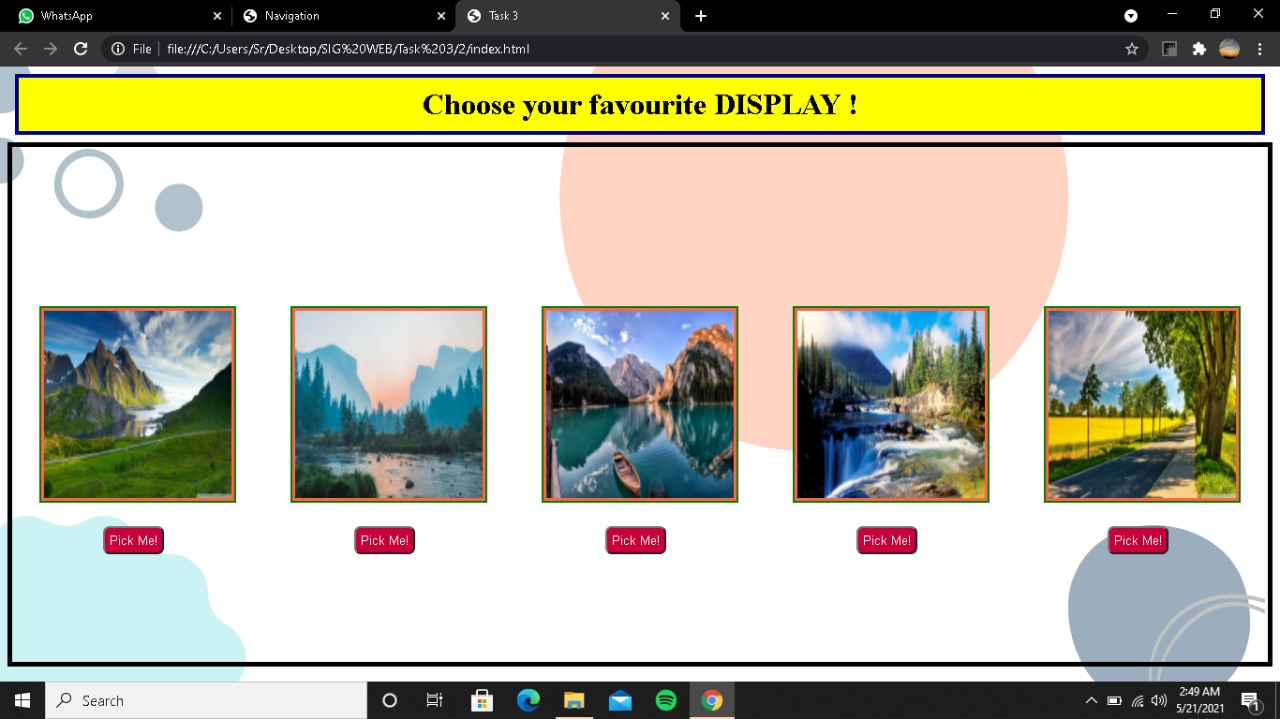 WhatsApp
Navigation
Task 3
File
file:///C:/Users/Sr/Desktop/SIG%20WEB/Task%203/2/index.html
Choose your favourite DISPLAY !
Pick Me! Pick Me! Pick Me! Pick Me! Pick Me!
Search
2:49 AM
5/21/2021
1